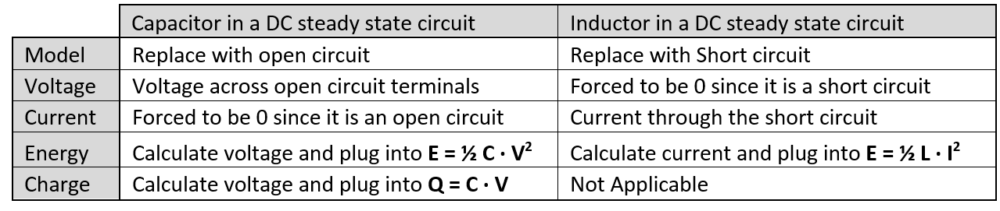 Capacitor in a DC steady state circuit Inductor in a DC steady state circuit
Model Replace with open circuit Replace with Short circuit
Voltage Voltage across open circuit terminals Forced to be 0 since it is a short circuit
Current Forced to be 0 since it is an open circuit Current through the short circuit
Energy Calculate voltage and plug into E = ½ C · V² Calculate current and plug into E = ½ L · I²
Charge Calculate voltage and plug into Q = C · V Not Applicable